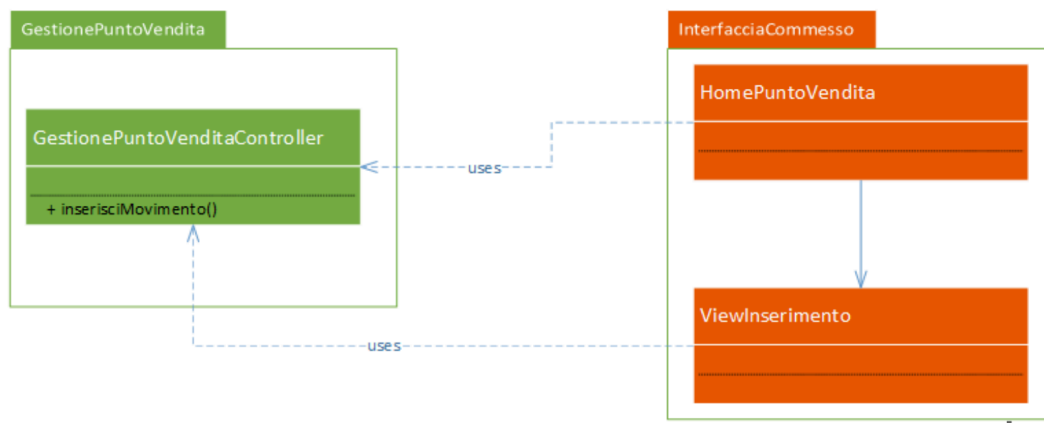 GestionePuntoVendita
InterfacciaCommesso
HomePuntoVendita
GestionePuntoVenditaController
uses
+ inserisciMovimento()
ViewInserimento
uses